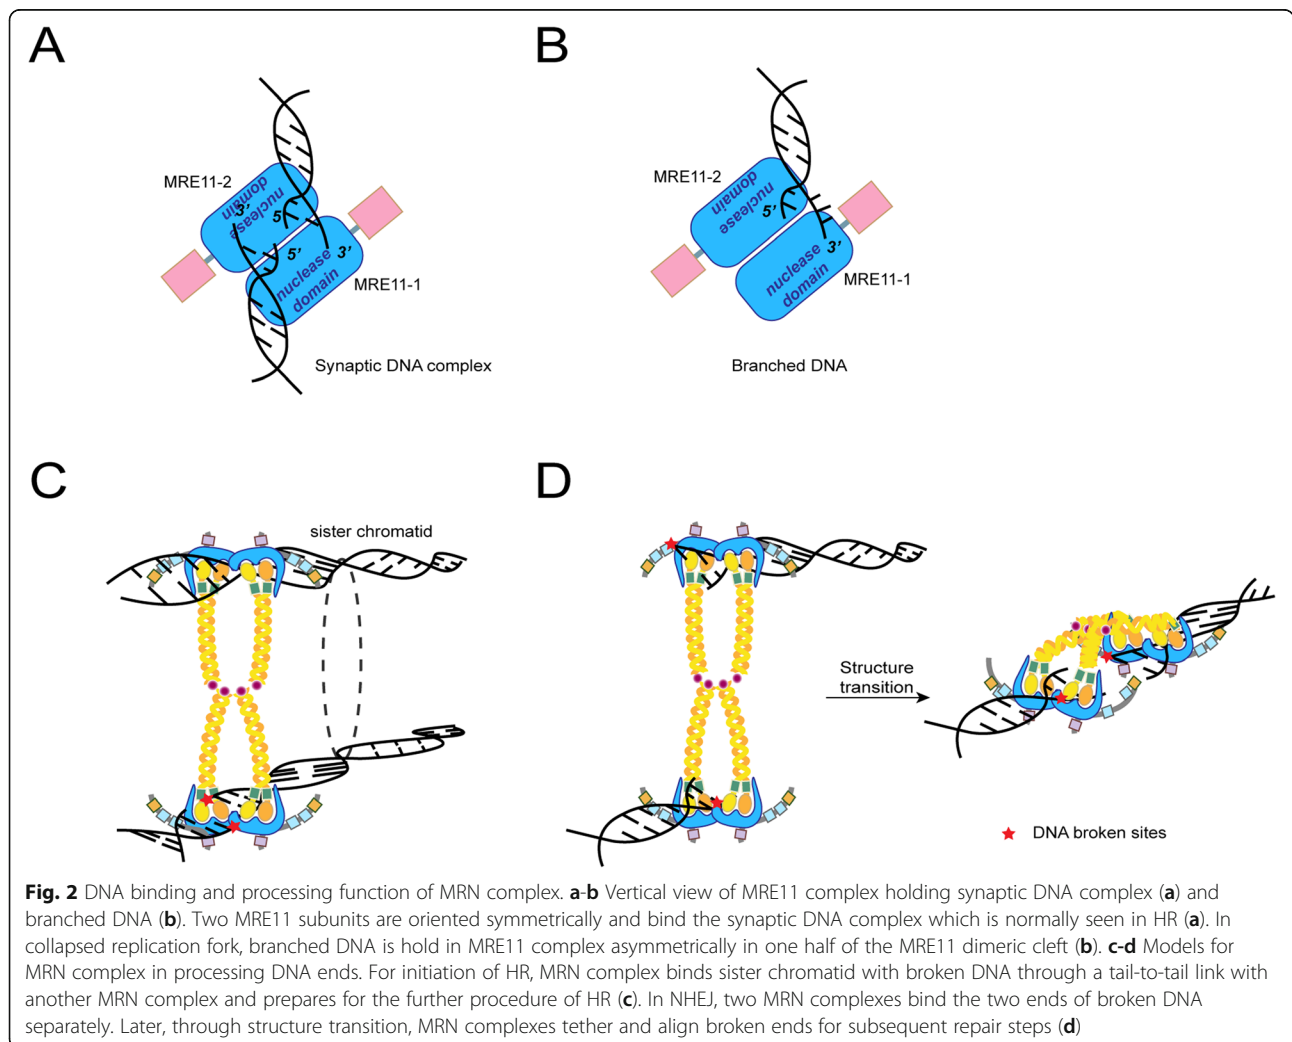 A
B
MRE11-2
nuclease
domain
3'
5'
5'
3'
nuclease
domain
MRE11-1
Synaptic DNA complex
MRE11-2
nuclease
domain
5'
3'
nuclease
domain
MRE11-1
Branched DNA
C
D
sister chromatid
Structure
transition
DNA broken sites
Fig. 2 DNA binding and processing function of MRN complex. a-b Vertical view of MRE11 complex holding synaptic DNA complex (a) and
branched DNA (b). Two MRE11 subunits are oriented symmetrically and bind the synaptic DNA complex which is normally seen in HR (a). In
collapsed replication fork, branched DNA is hold in MRE11 complex asymmetrically in one half of the MRE11 dimeric cleft (b). c-d Models for
MRN complex in processing DNA ends. For initiation of HR, MRN complex binds sister chromatid with broken DNA through a tail-to-tail link with
another MRN complex and prepares for the further procedure of HR (c). In NHEJ, two MRN complexes bind the two ends of broken DNA
separately. Later, through structure transition, MRN complexes tether and align broken ends for subsequent repair steps (d)